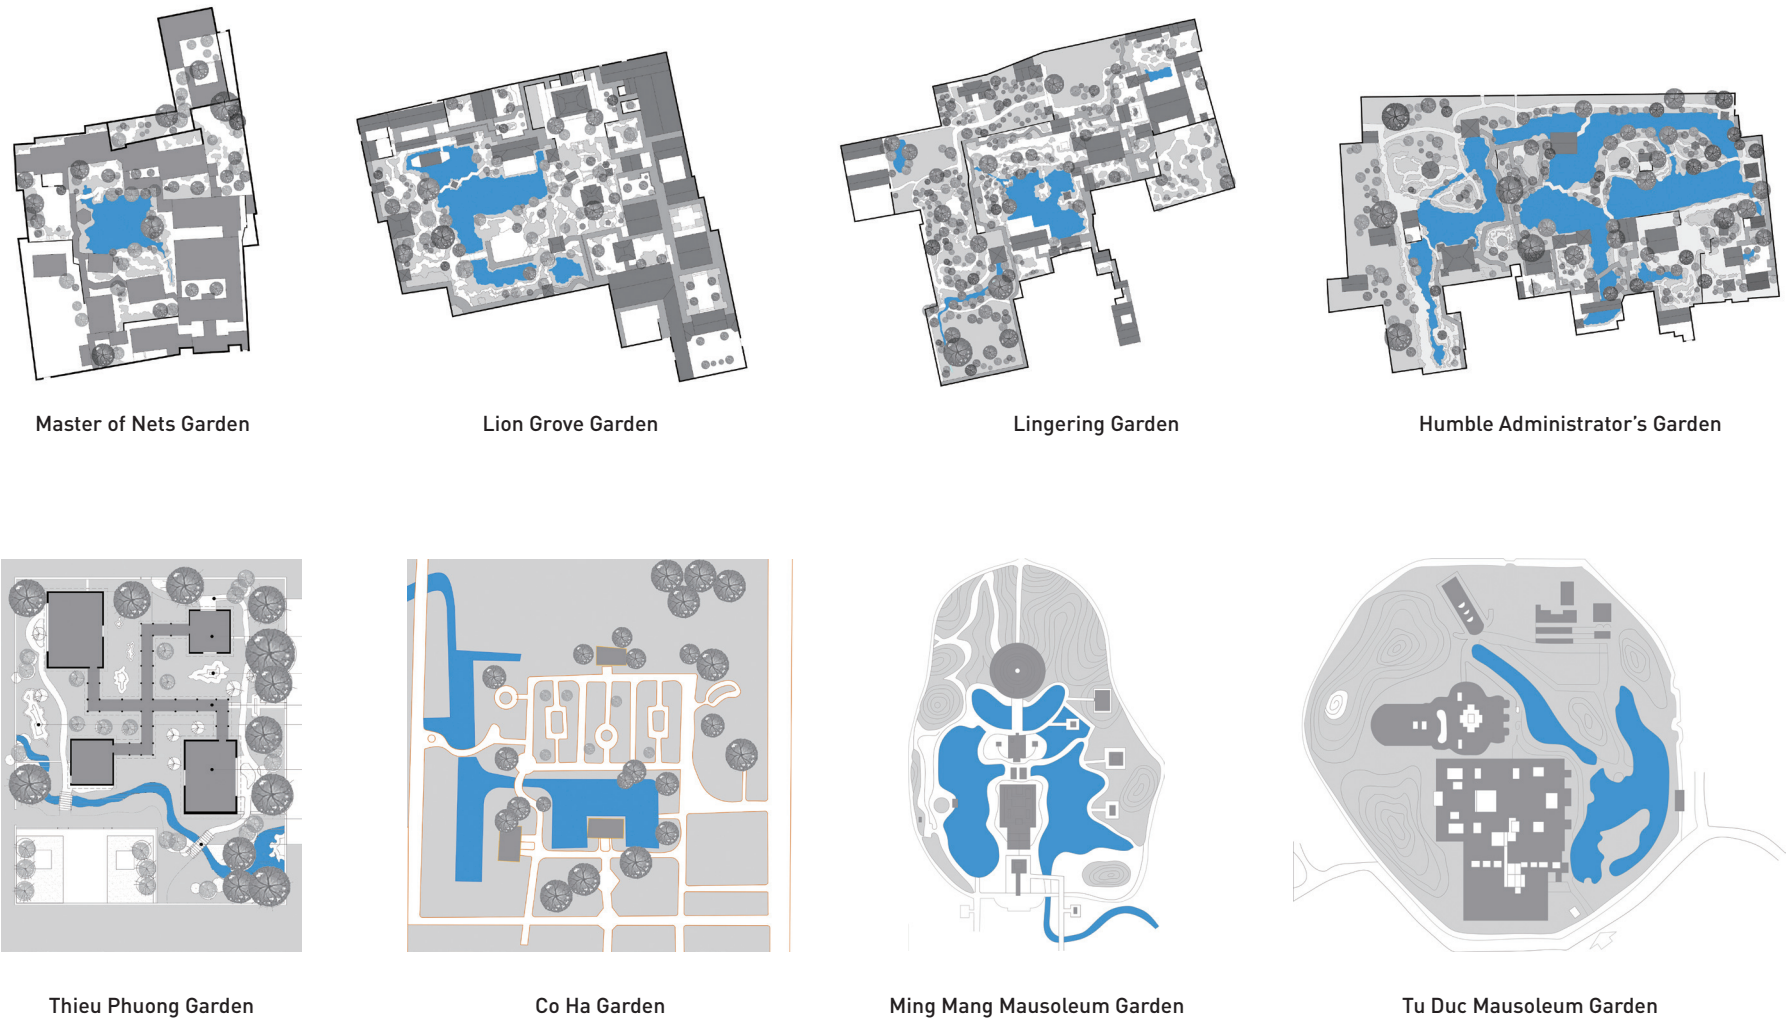 Master of Nets Garden
Lion Grove Garden
Lingering Garden
Humble Administrator's Garden
Thieu Phuong Garden
Co Ha Garden
Ming Mang Mausoleum Garden
Tu Duc Mausoleum Garden